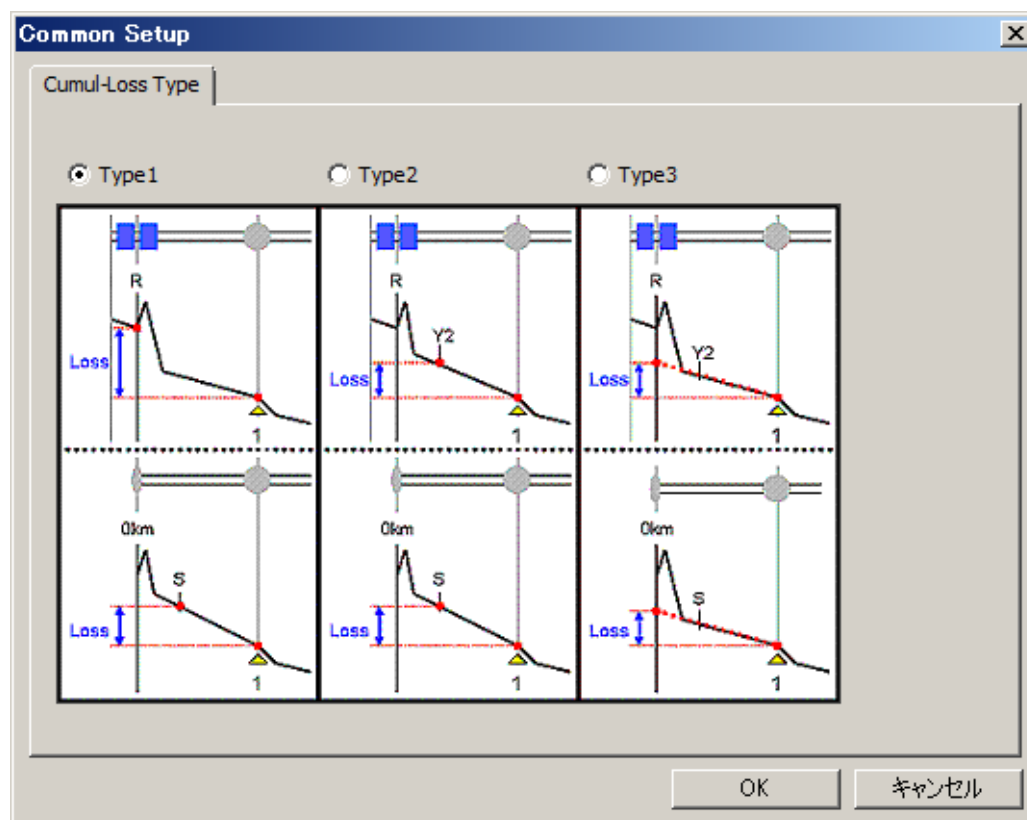 Common Setup
Cumul-Loss Type
Type1 Type2 Type3
R R R
Y2 Y2
Loss Loss Loss
1 1 1
0km 0km 0km
S S S
Loss Loss Loss
1 1 1
OK キャンセル